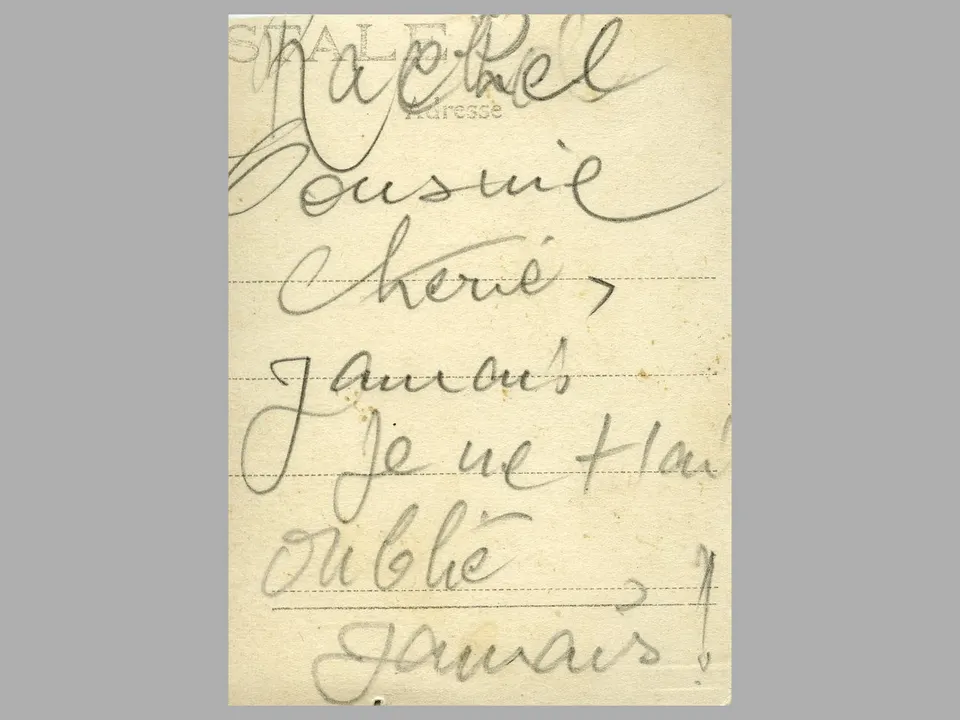 STALE
Rachel
Adresse
Cousine
Chérie,
Jamais
Je ne t'ai
oublié,
Jamais!